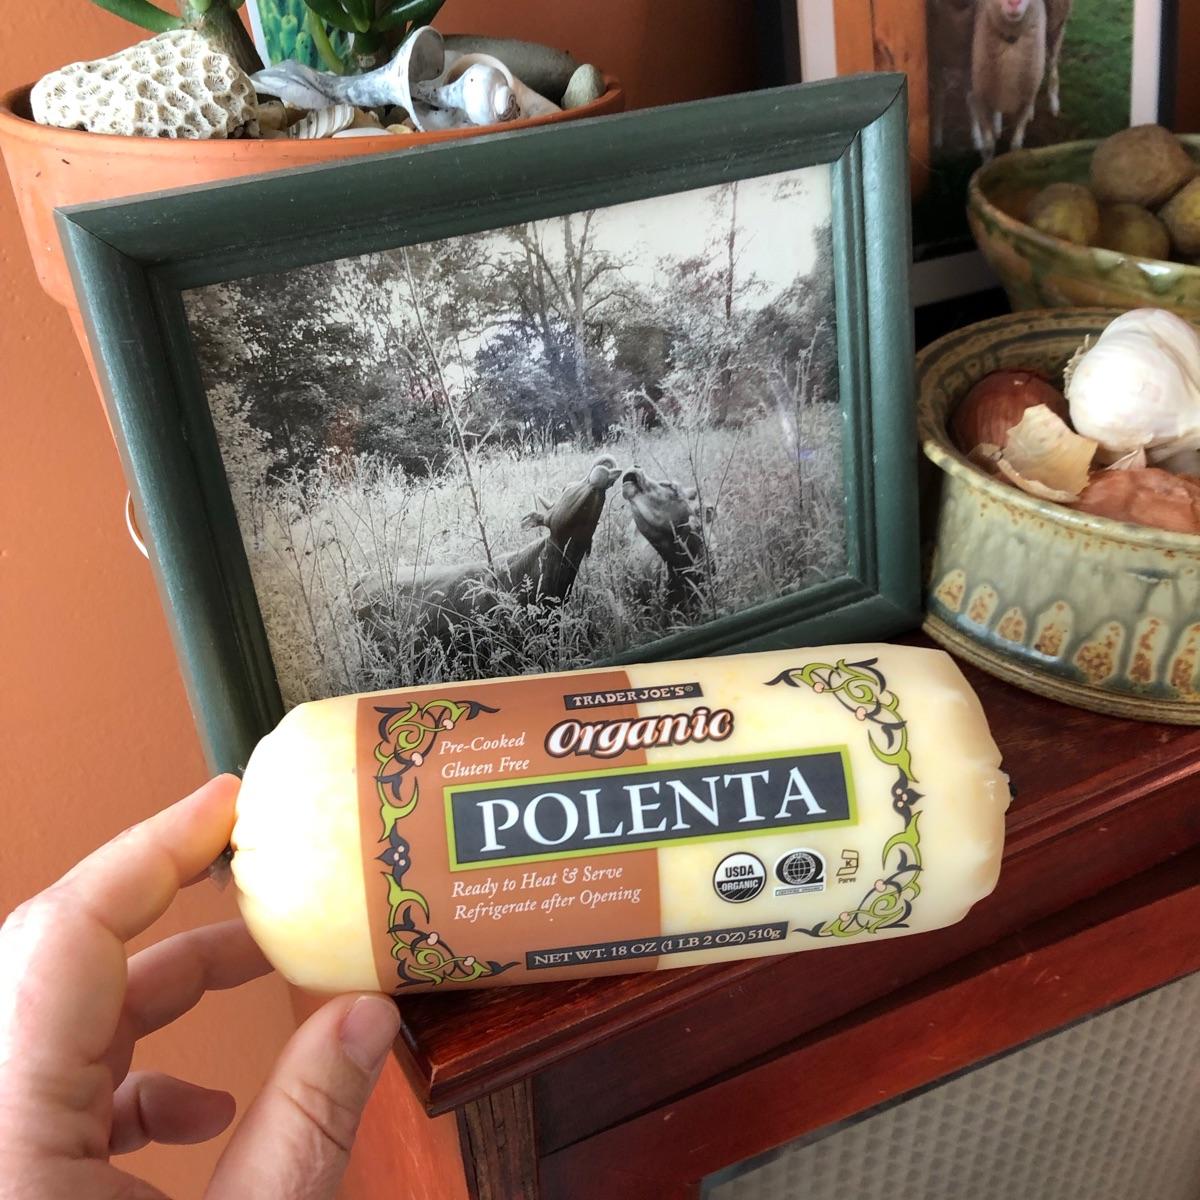 TRADER JOE'S®
Organic
Pre-Cooked
Gluten Free
POLENTA
Ready to Heat & Serve
Refrigerate after Opening
USDA
ORGANIC
K
Parve
NET WT. 18 OZ (1 LB 2 OZ) 510g